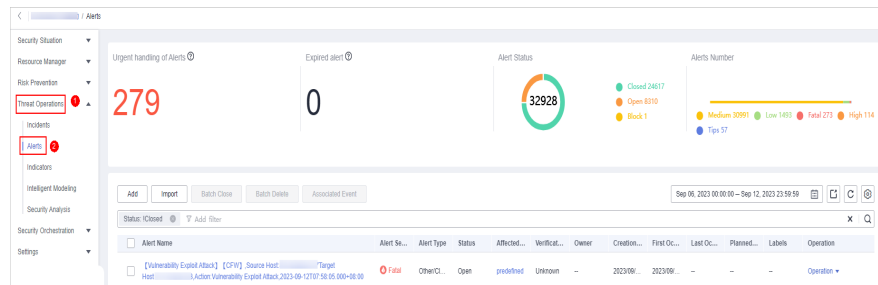 / Alerts
Security Situation
Resource Manager
Risk Prevention
Threat Operations 1
Incidents
Alerts 2
Indicators
Intelligent Modeling
Security Analysis
Security Orchestration
Settings
Urgent handling of Alerts
279
Expired alert
0
Alert Status
32928
Closed 24617
Open 8310
Block 1
Alerts Number
Medium 30991 Low 1493 Fatal 273 High 114
Tips 57
Add Import Batch Close Batch Delete Associated Event
Sep 06, 2023 00:00:00 – Sep 12, 2023 23:59:59
Status: !Closed Add filter
Alert Name Alert Se... Alert Type Status Affected... Verificat... Owner Creation... First Oc... Last Oc... Planned... Labels Operation
【Vulnerability Exploit Attack】【CFW】,Source Host: /Target
Host ,Action:Vulnerability Exploit Attack,2023-09-12T07:58:05.000+08:00
Fatal Other/Cl... Open predefined Unknown -- 2023/09/... 2023/09/... -- -- -- Operation